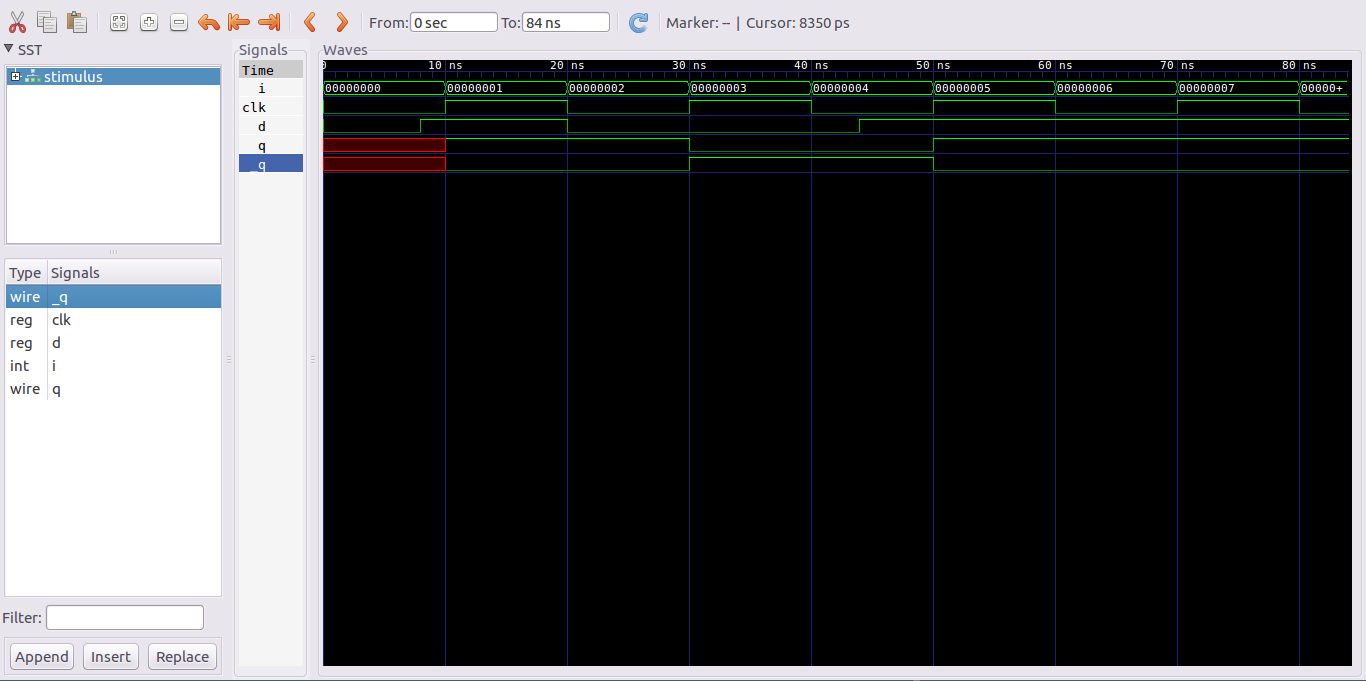 From: 0 sec To: 84 ns Marker: -- | Cursor: 8350 ps
SST
stimulus
Type Signals
wire _q
reg clk
reg d
int i
wire q
Filter:
Append Insert Replace
Signals
Time
i
clk
d
q
_q
Waves
0 10 ns 20 ns 30 ns 40 ns 50 ns 60 ns 70 ns 80 ns
00000000 00000001 00000002 00000003 00000004 00000005 00000006 00000007 00000+